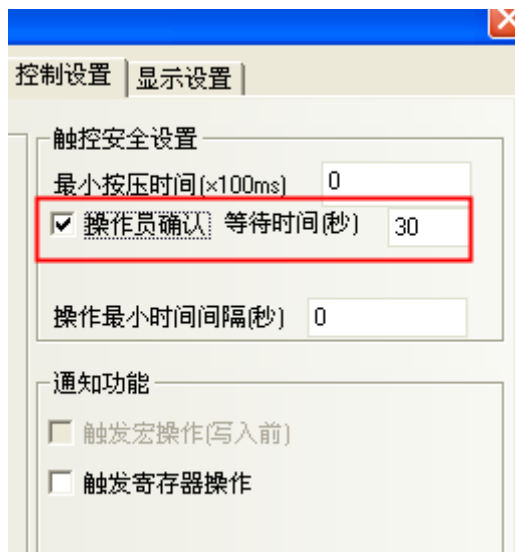 控制设置 显示设置
触控安全设置
最小按压时间(×100ms) 0
操作员确认 等待时间(秒) 30
操作最小时间间隔(秒) 0
通知功能
触发宏操作(写入前)
触发寄存器操作